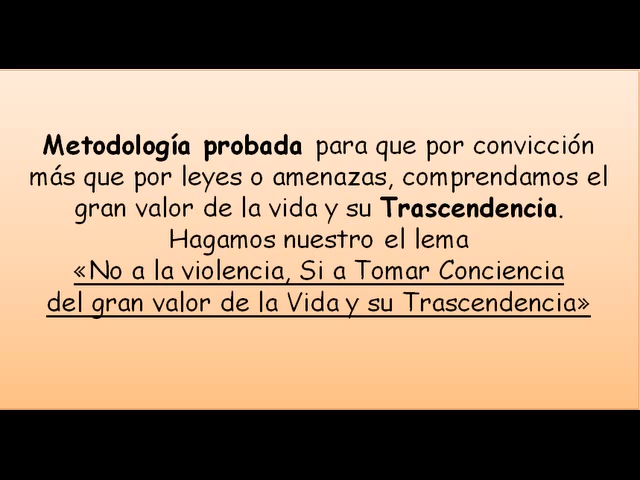 Metodología probada para que por convicción
más que por leyes o amenazas, comprendamos el
gran valor de la vida y su Trascendencia.
Hagamos nuestro el lema
«No a la violencia, Si a Tomar Conciencia
del gran valor de la Vida y su Trascendencia»